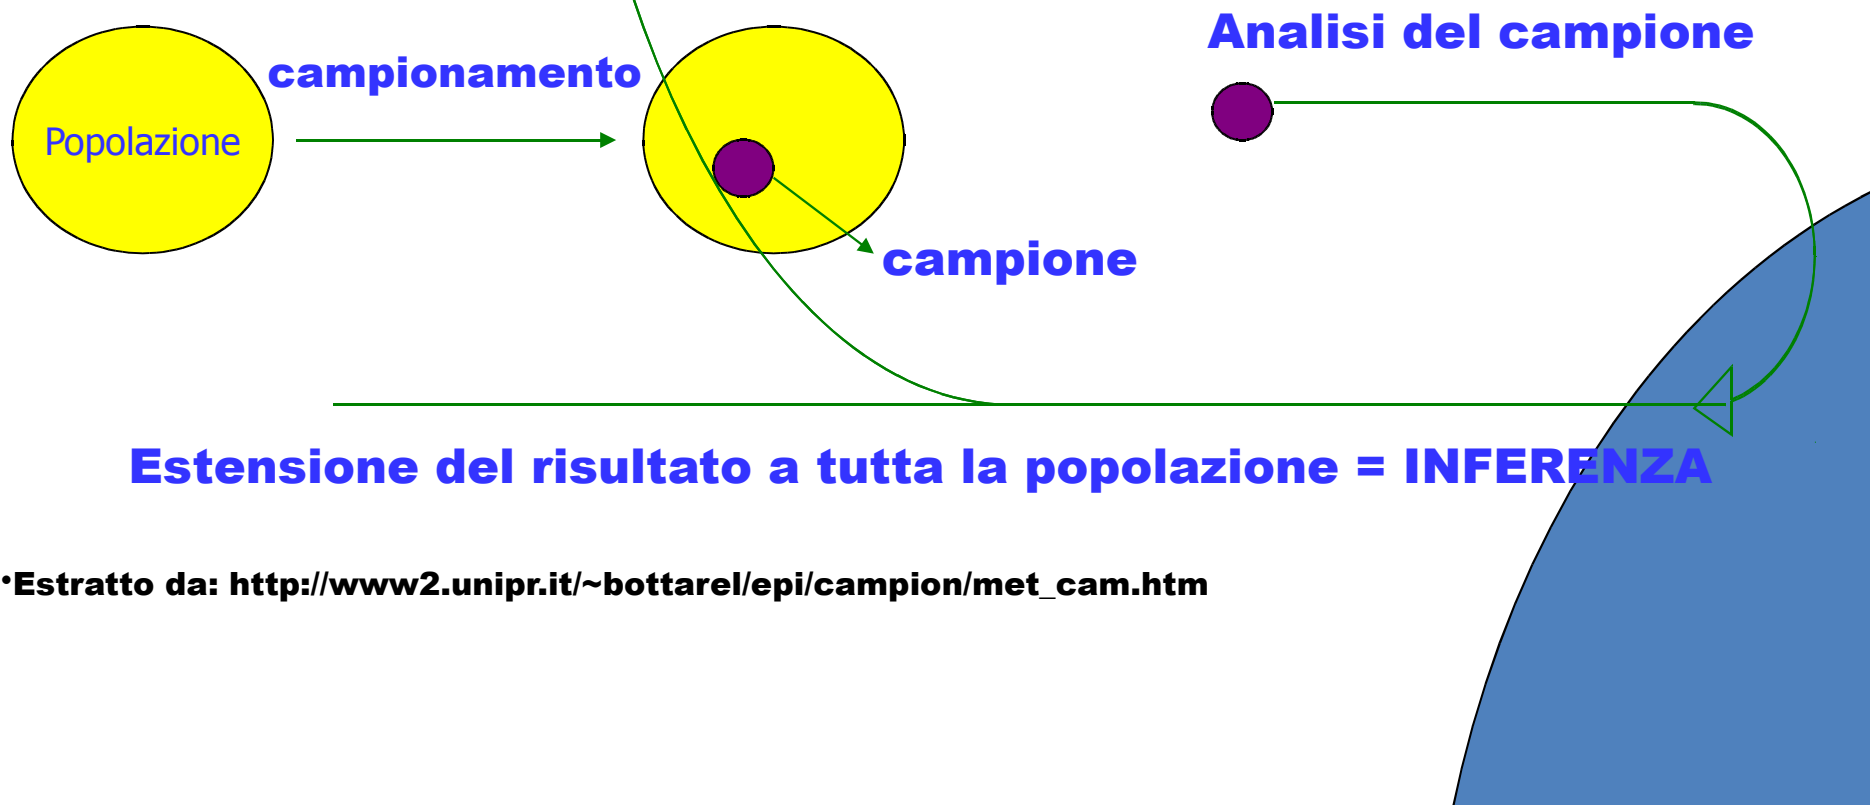 Analisi del campione
campionamento
Popolazione
campione
Estensione del risultato a tutta la popolazione = INFERENZA
•Estratto da: http://www2.unipr.it/~bottarel/epi/campion/met_cam.htm